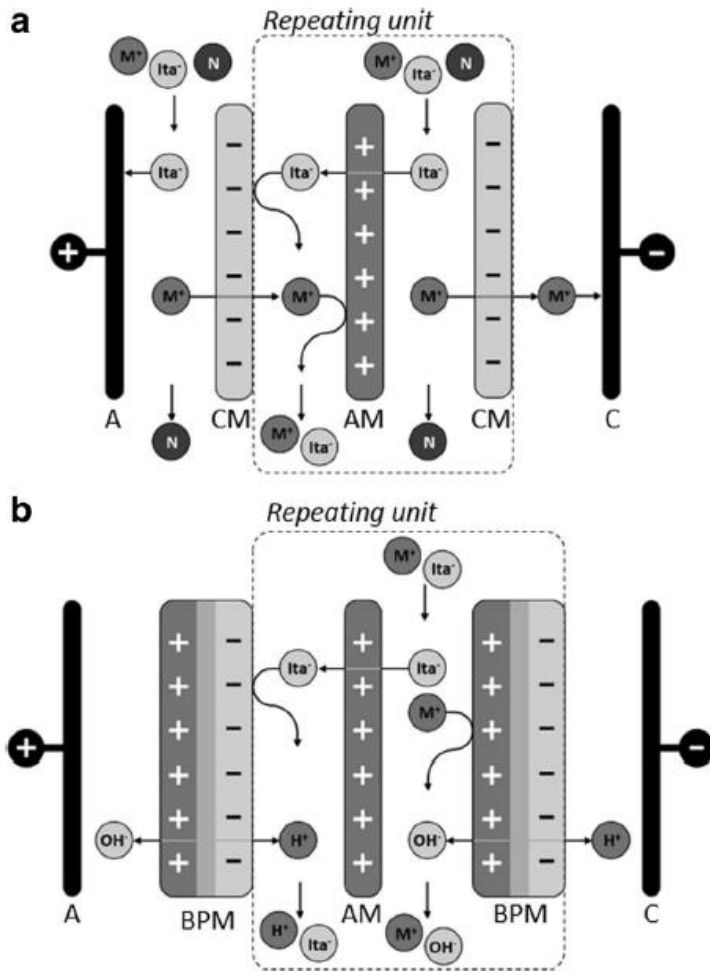 a
Repeating unit
M⁺ Ita⁻ N M⁺ Ita⁻ N
− + −
Ita⁻ − Ita⁻ + Ita⁻ −
− + −
+ − + − −
M⁺ − M⁺ + M⁺ − M⁺
− + −
A CM M⁺ Ita⁻ AM CM C
N N
b
Repeating unit
M⁺ Ita⁻
+ − + + −
+ − Ita⁻ + Ita⁻ + −
+ − + M⁺ + −
+ + − + + − −
OH⁻ + − H⁺ + OH⁻ + − H⁺
A BPM AM BPM C
H⁺ Ita⁻ M⁺ OH⁻